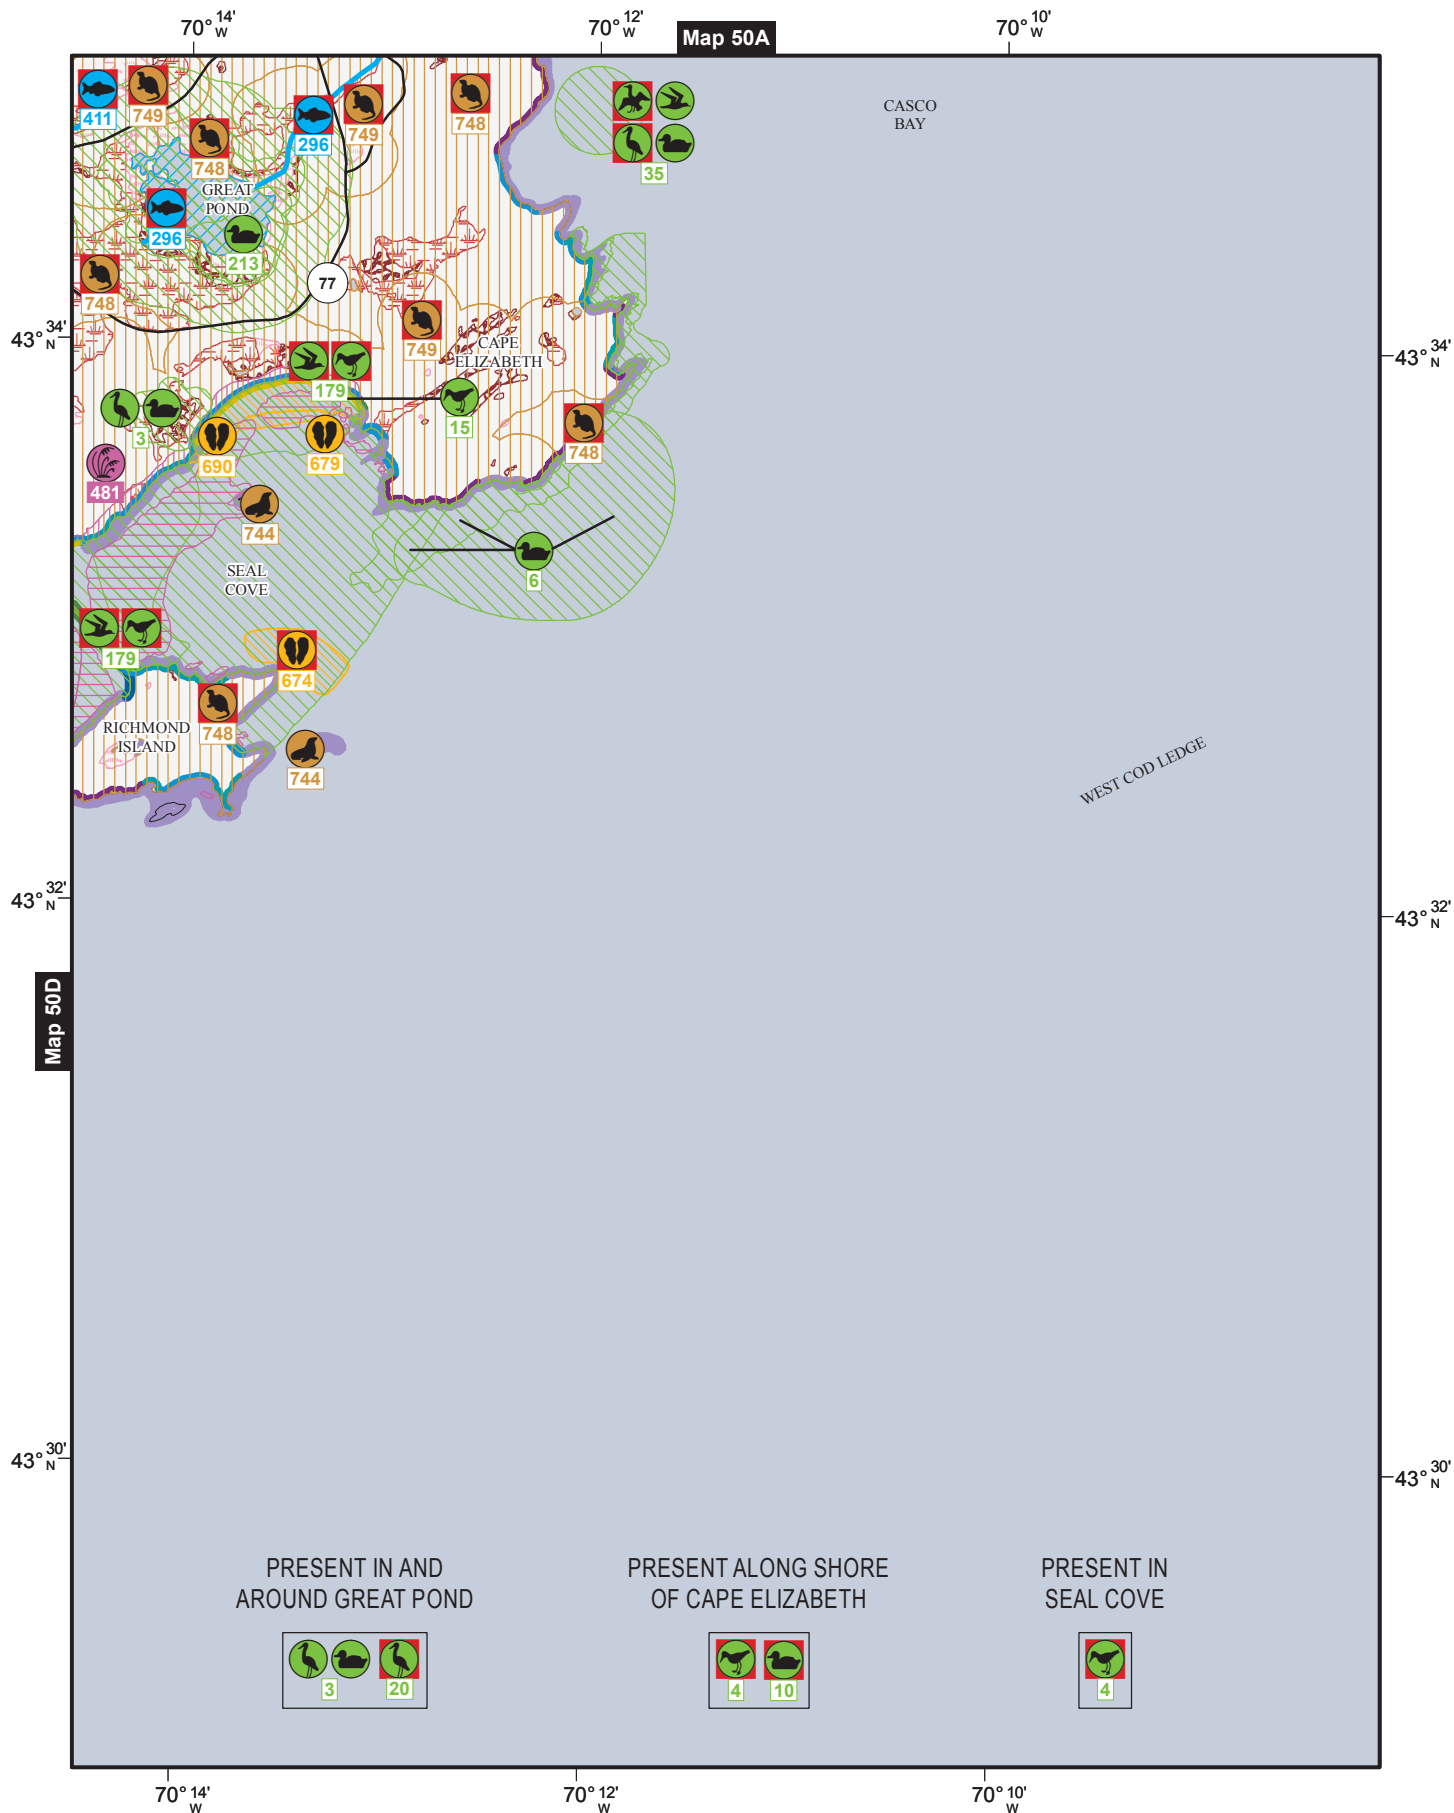 70° 14' W
70° 12' W
Map 50A
70° 10' W
411
749
296
749
748
CASCO
BAY
748
35
GREAT
POND
296
213
748
77
43° 34' N
43° 34' N
749
CAPE
ELIZABETH
179
3
15
748
690
679
481
744
SEAL
COVE
6
179
674
RICHMOND
ISLAND
748
744
WEST COD LEDGE
43° 32' N
43° 32' N
Map 50D
43° 30' N
43° 30' N
PRESENT IN AND
AROUND GREAT POND
3
20
PRESENT ALONG SHORE
OF CAPE ELIZABETH
4
10
PRESENT IN
SEAL COVE
4
70° 14' W
70° 12' W
70° 10' W